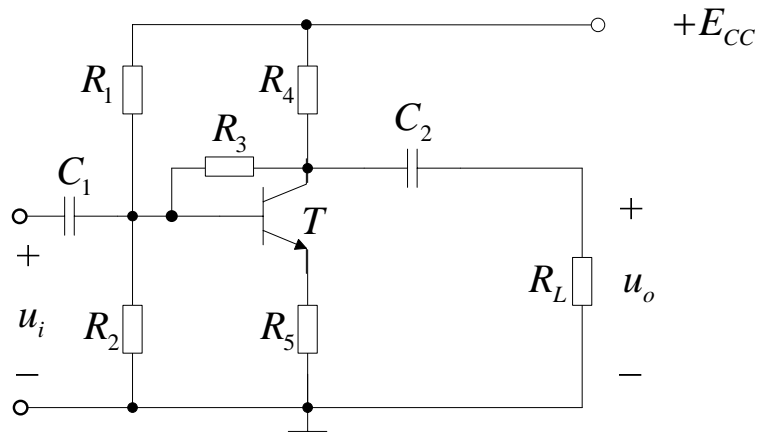 +E_CC
R_1
R_4
R_3
C_2
C_1
T
+
+
u_i
R_2
R_5
R_L
u_o
−
−